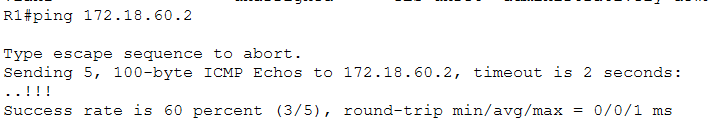 R1#ping 172.18.60.2
Type escape sequence to abort.
Sending 5, 100-byte ICMP Echos to 172.18.60.2, timeout is 2 seconds:
..!!!
Success rate is 60 percent (3/5), round-trip min/avg/max = 0/0/1 ms